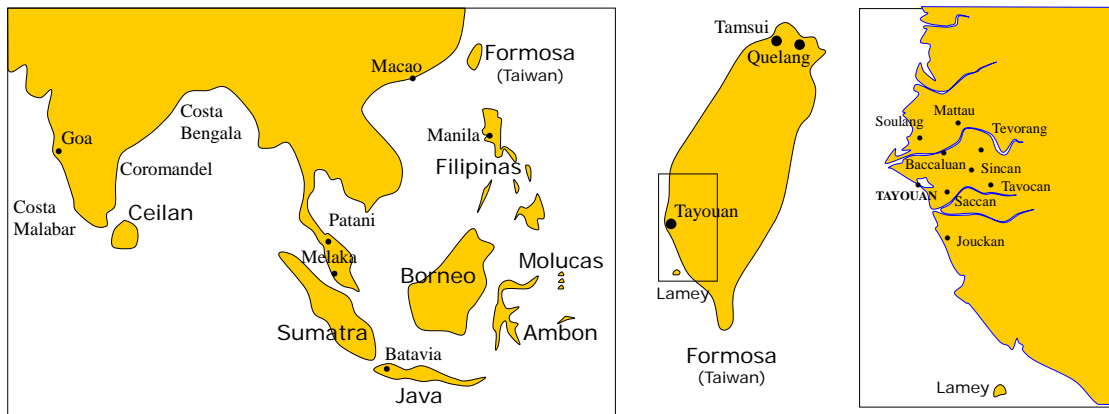 Formosa
(Taiwan)
Macao
Costa
Bengala
Goa
Manila
Coromandel
Filipinas
Costa
Malabar
Ceilan
Patani
Melaka
Borneo
Molucas
Sumatra
Ambon
Batavia
Java
Tamsui
Quelang
Tayouan
Lamey
Formosa
(Taiwan)
Mattau
Soulang
Tevorang
Baccaluan
Sincan
TAYOUAN
Tavocan
Saccan
Jouckan
Lamey